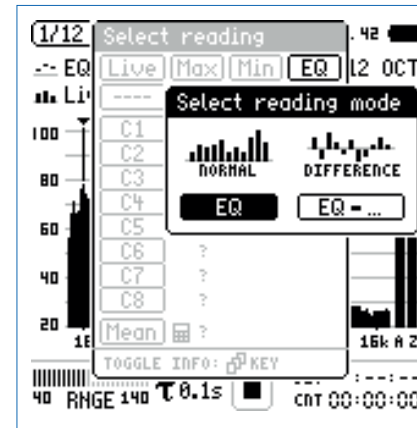 1/12 Select reading . 42
-.-- EQ Live Max Min EQ L2 OCT
Li ----
Select reading mode
NORMAL DIFFERENCE
EQ EQ - ...
100
80
60
40
20
C1
C2
C3
C4
C5
C6 ?
C7 ?
C8 ?
Mean ?
16k A Z
TOGGLE INFO: KEY
40 RNGE 140 τ 0.1s CNT 00:00:00